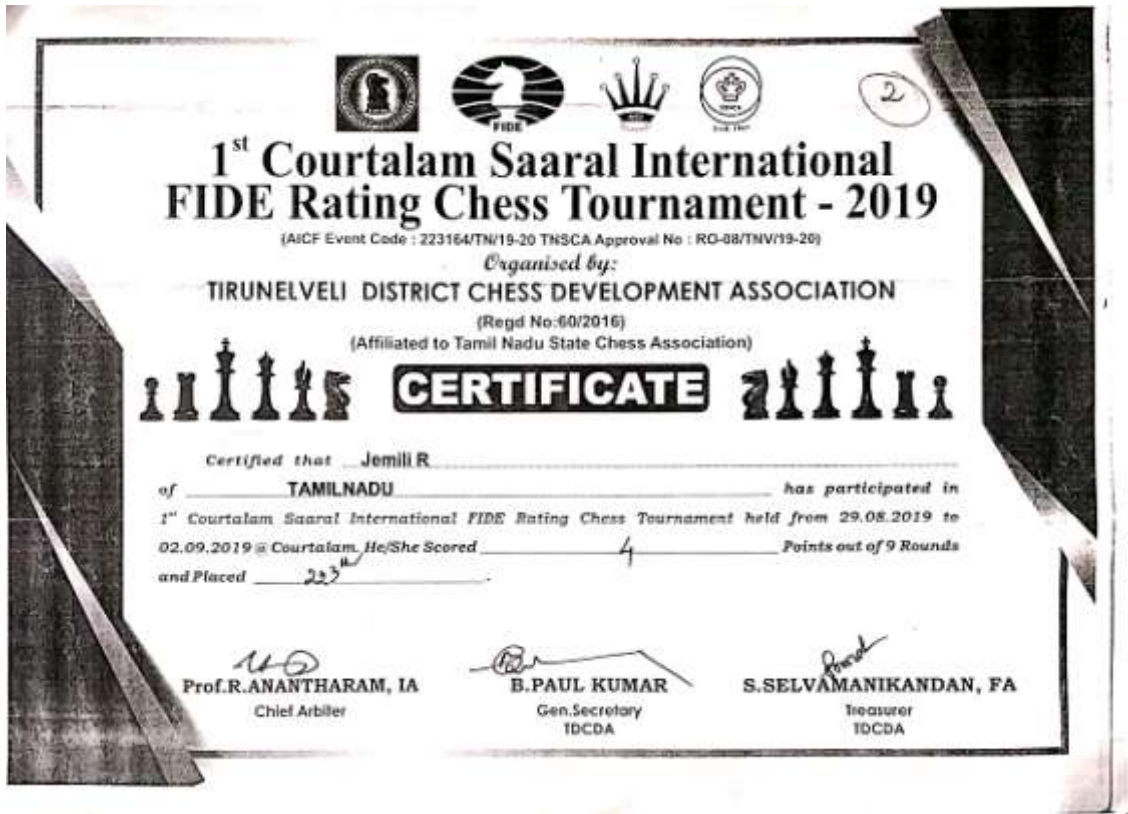 FIDE
2
1st Courtalam Saaral International
FIDE Rating Chess Tournament - 2019
(AICF Event Code : 223164/TN/19-20 TNSCA Approval No : RO-08/TNV/19-20)
Organised by:
TIRUNELVELI DISTRICT CHESS DEVELOPMENT ASSOCIATION
(Regd No:60/2016)
(Affiliated to Tamil Nadu State Chess Association)
CERTIFICATE
Certified that Jemili R
of TAMILNADU has participated in
1st Courtalam Saaral International FIDE Rating Chess Tournament held from 29.08.2019 to
02.09.2019 @ Courtalam. He/She Scored 4 Points out of 9 Rounds
and Placed
Prof.R.ANANTHARAM, IA B.PAUL KUMAR S.SELVAMANIKANDAN, FA
Chief Arbiter Gen.Secretary Treasurer
TDCDA TDCDA